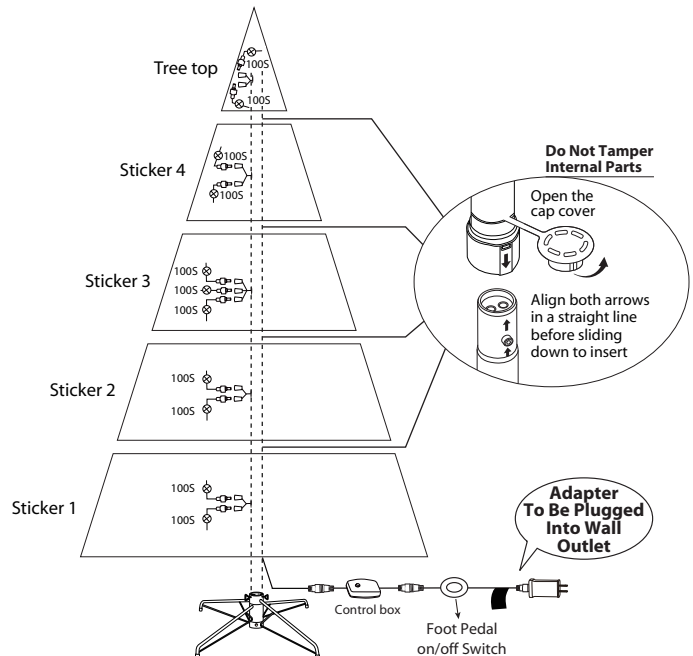 Tree top
100S
100S
Sticker 4
100S
100S
Sticker 3
100S
100S
100S
Sticker 2
100S
100S
Sticker 1
100S
100S
Do Not Tamper
Internal Parts
Open the
cap cover
Align both arrows
in a straight line
before sliding
down to insert
Adapter
To Be Plugged
Into Wall
Outlet
Control box
Foot Pedal
on/off Switch